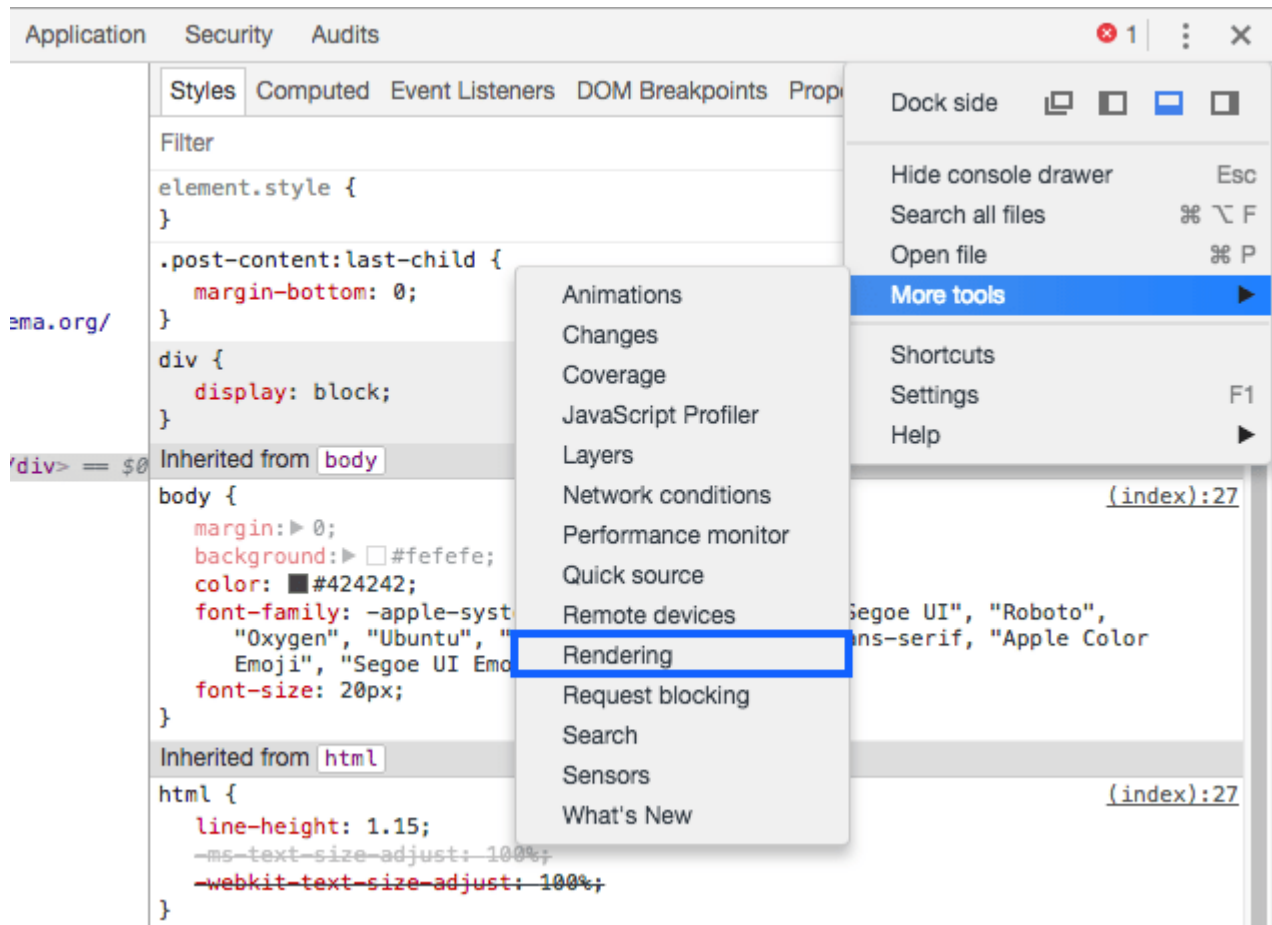 Application Security Audits 1
Styles Computed Event Listeners DOM Breakpoints
Filter
element.style {
}
.post-content:last-child {
margin-bottom: 0;
}
div {
display: block;
}
Inherited from body
body {
(index):27
margin: 0;
background: #fefefe;
color: #424242;
font-family:
Segoe UI", "Roboto",
"Oxygen", "Ubuntu", "
"Apple Color
Emoji", "Segoe UI
font-size: 20px;
}
Inherited from html
html {
(index):27
line-height: 1.15;
-ms-text-size-adjust: 100%;
-webkit-text-size-adjust: 100%;
}
ema.org/
/div> == $0
Dock side
Hide console drawer Esc
Search all files ⌘ ⌥ F
Open file ⌘ P
More tools
Shortcuts
Settings F1
Help
Animations
Changes
Coverage
JavaScript Profiler
Layers
Network conditions
Performance monitor
Quick source
Remote devices
Rendering
Request blocking
Search
Sensors
What's New